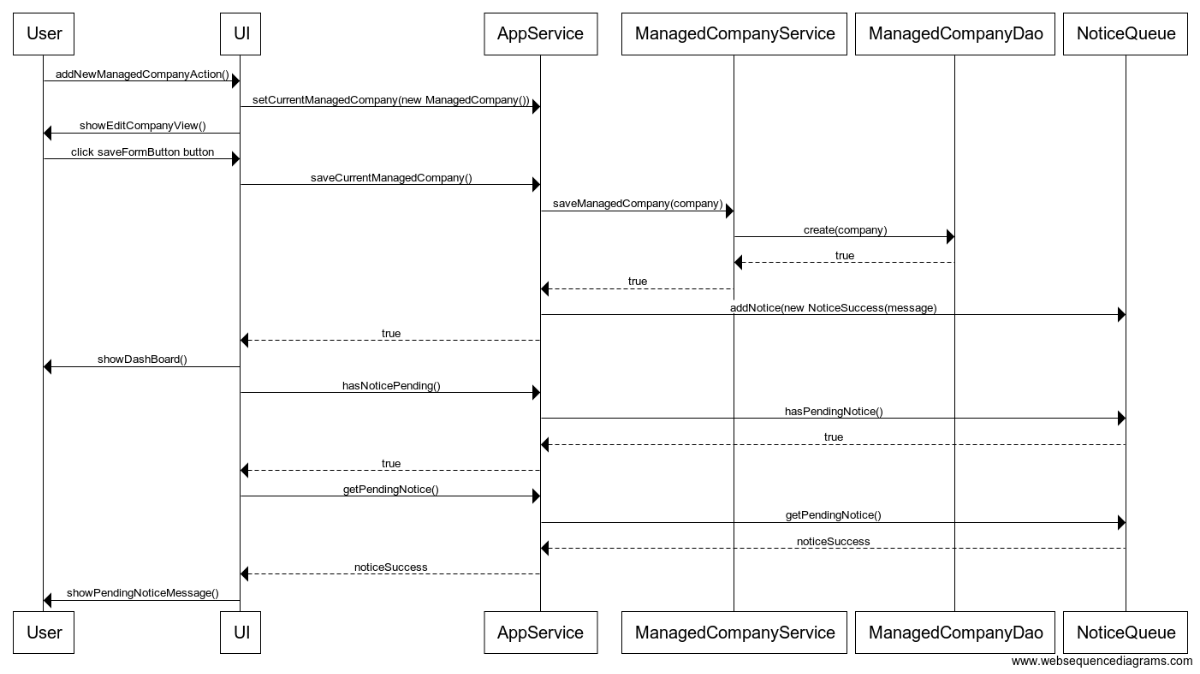 User
UI
AppService
ManagedCompanyService
ManagedCompanyDao
NoticeQueue
addNewManagedCompanyAction()
setCurrentManagedCompany(new ManagedCompany())
showEditCompanyView()
click saveFormButton button
saveCurrentManagedCompany()
saveManagedCompany(company)
create(company)
true
true
addNotice(new NoticeSuccess(message)
true
showDashBoard()
hasNoticePending()
hasPendingNotice()
true
true
getPendingNotice()
getPendingNotice()
noticeSuccess
noticeSuccess
showPendingNoticeMessage()
User
UI
AppService
ManagedCompanyService
ManagedCompanyDao
NoticeQueue
www.websequencediagrams.com